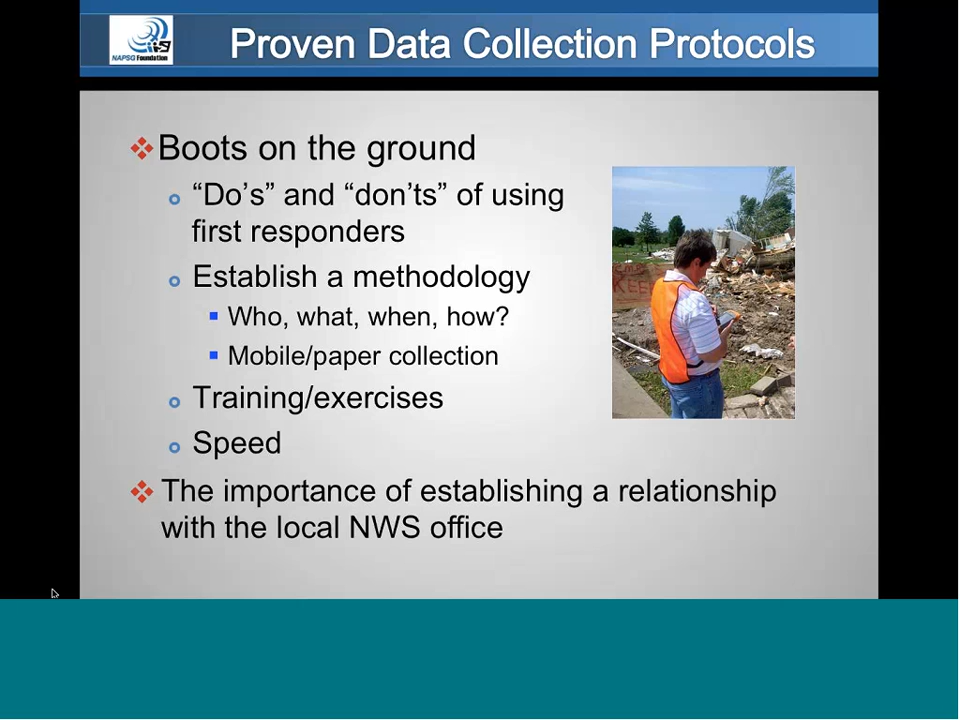 NAPSG Foundation
Proven Data Collection Protocols
Boots on the ground
“Do’s” and “don’ts” of using
first responders
Establish a methodology
Who, what, when, how?
Mobile/paper collection
Training/exercises
Speed
The importance of establishing a relationship
with the local NWS office